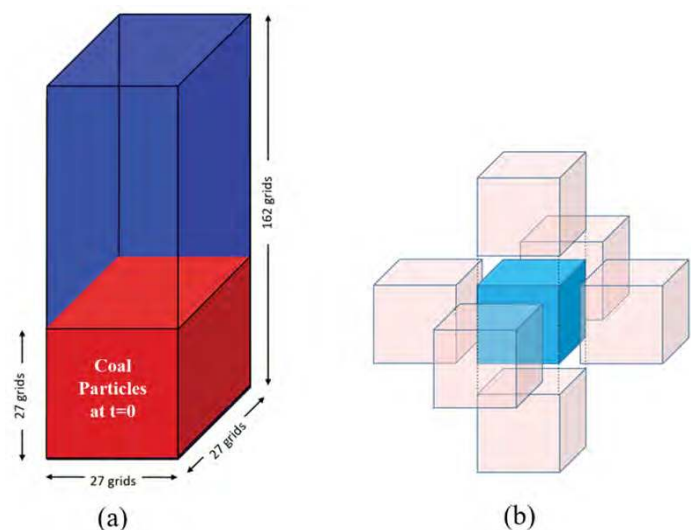 162 grids
27 grids
Coal
Particles
at t=0
27 grids
27 grids
(a)
(b)